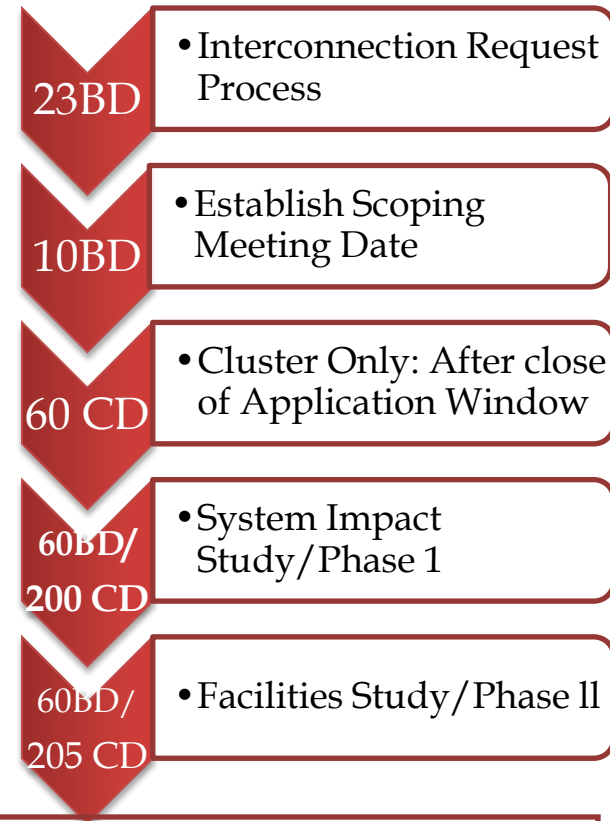 23BD
•Interconnection Request
Process
10BD
•Establish Scoping
Meeting Date
60 CD
•Cluster Only: After close
of Application Window
60BD/
200 CD
•System Impact
Study/Phase 1
60BD/
205 CD
•Facilities Study/Phase ll